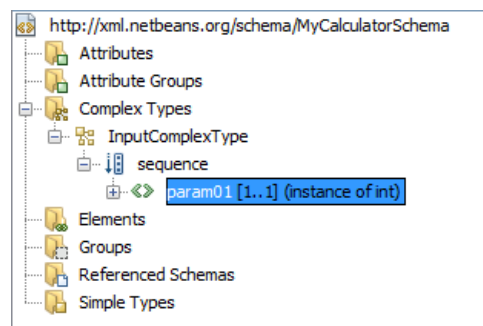 http://xml.netbeans.org/schema/MyCalculatorSchema
Attributes
Attribute Groups
Complex Types
InputComplexType
sequence
param01 [1..1] (instance of int)
Elements
Groups
Referenced Schemas
Simple Types